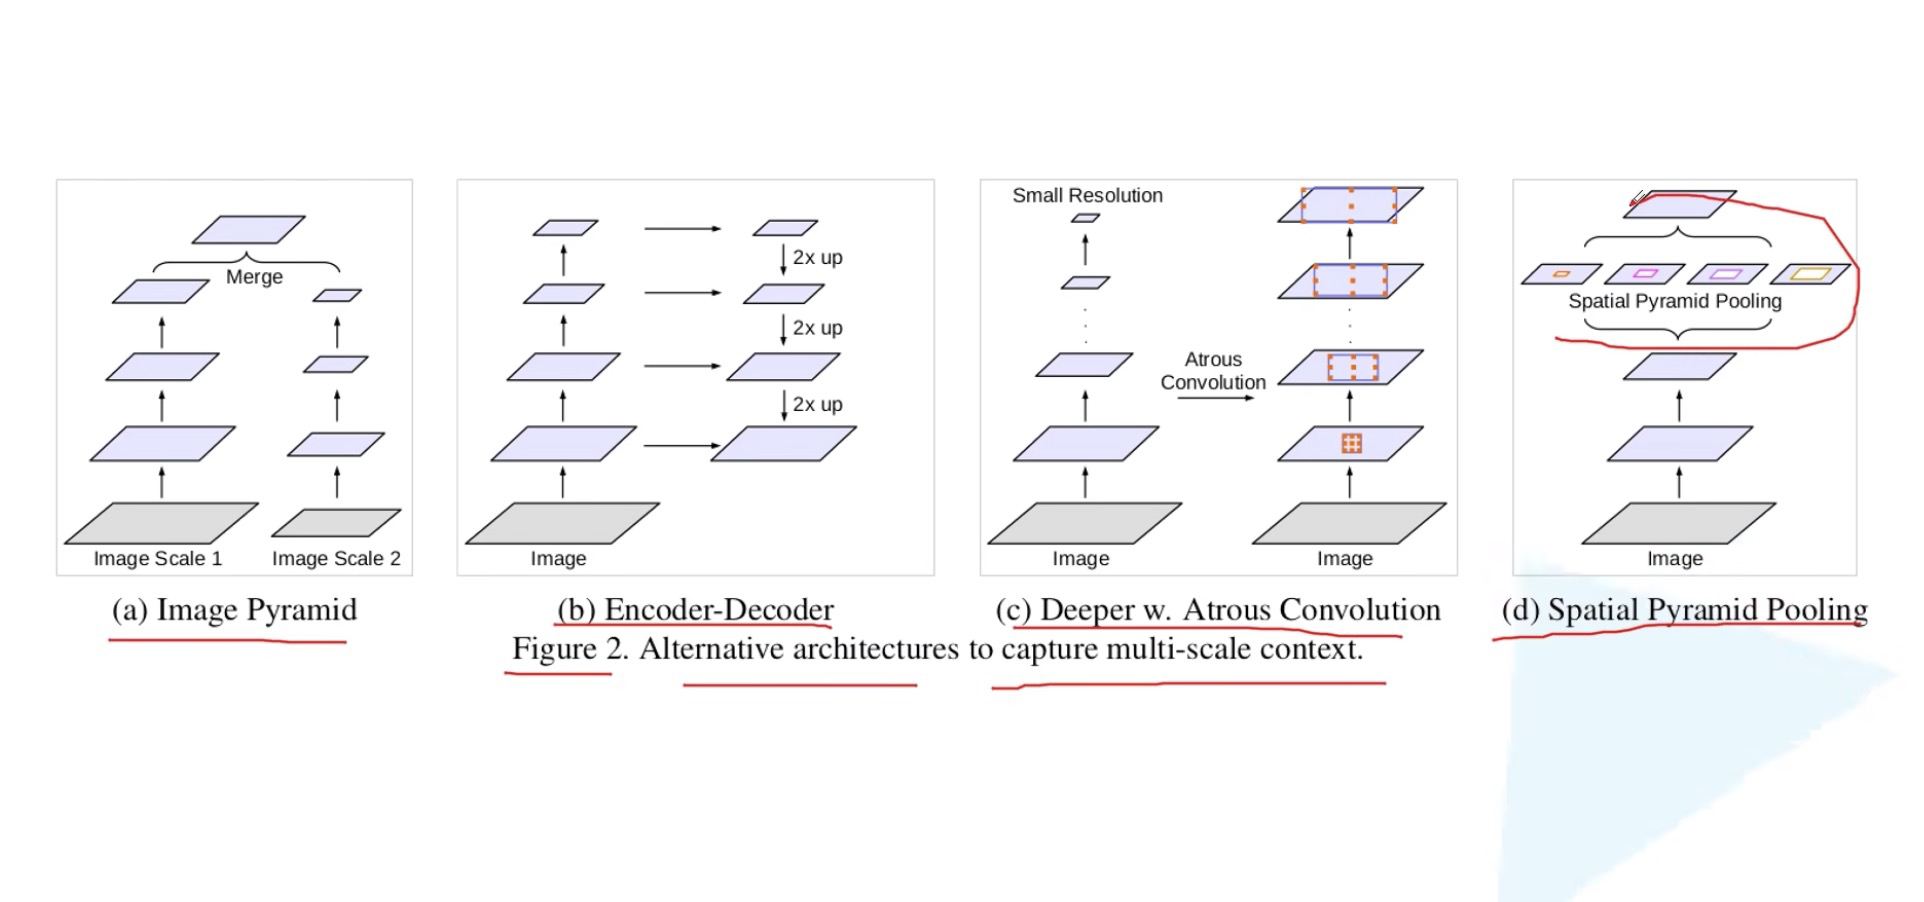 Merge
Image Scale 1
Image Scale 2
2x up
2x up
2x up
Image
Small Resolution
Atrous
Convolution
Image
Image
Spatial Pyramid Pooling
Image
(a) Image Pyramid
(b) Encoder-Decoder
(c) Deeper w. Atrous Convolution
(d) Spatial Pyramid Pooling
Figure 2. Alternative architectures to capture multi-scale context.